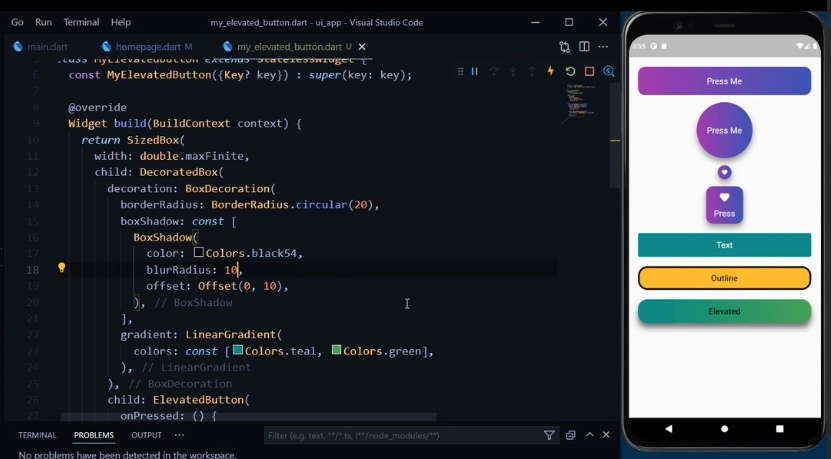 Go Run Terminal Help
my_elevated_button.dart - ui_app - Visual Studio Code
main.dart
homepage.dart M
my_elevated_button.dart U
class MyElevatedButton extends StatelessWidget {
6 const MyElevatedButton({Key? key}) : super(key: key);
7
8 @override
9 Widget build(BuildContext context) {
10 return SizedBox(
11 width: double.maxFinite,
12 child: DecoratedBox(
13 decoration: BoxDecoration(
14 borderRadius: BorderRadius.circular(20),
15 boxShadow: const [
16 BoxShadow(
17 color: Colors.black54,
18 blurRadius: 10,
19 offset: Offset(0, 10),
20 ), // BoxShadow
21 ],
22 gradient: LinearGradient(
23 colors: const [Colors.teal, Colors.green],
24 ), // LinearGradient
25 ), // BoxDecoration
26 child: ElevatedButton(
27 onPressed: () {
TERMINAL PROBLEMS OUTPUT ...
Filter (e.g. text, **/*.ts, !**/node_modules/**)
No problems have been detected in the workspace.
Press Me
Press Me
Press
Text
Outline
Elevated